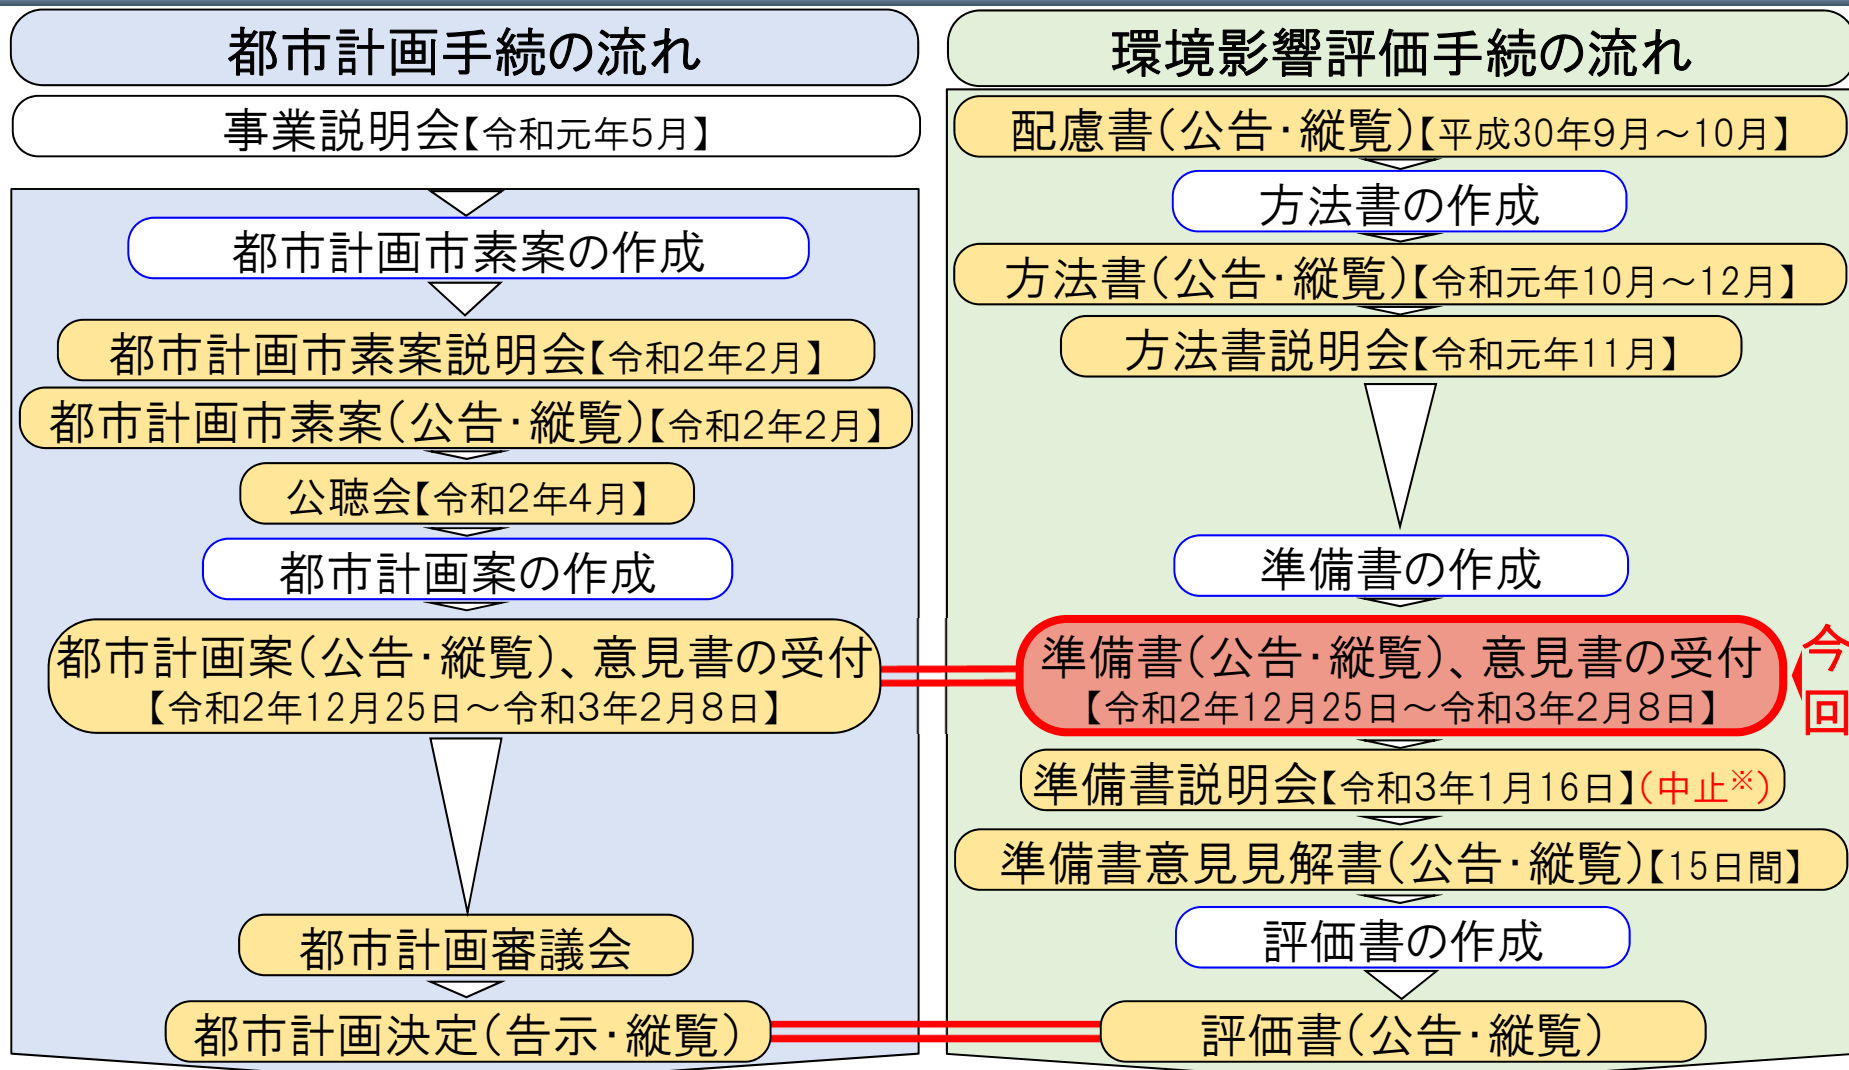 都市計画手続の流れ
事業説明会【令和元年5月】
都市計画市素案の作成
都市計画市素案説明会【令和2年2月】
都市計画市素案(公告・縦覧)【令和2年2月】
公聴会【令和2年4月】
都市計画案の作成
都市計画案(公告・縦覧)、意見書の受付
【令和2年12月25日～令和3年2月8日】
都市計画審議会
都市計画決定(告示・縦覧)
環境影響評価手続の流れ
配慮書(公告・縦覧)【平成30年9月～10月】
方法書の作成
方法書(公告・縦覧)【令和元年10月～12月】
方法書説明会【令和元年11月】
準備書の作成
準備書(公告・縦覧)、意見書の受付
【令和2年12月25日～令和3年2月8日】
今回
準備書説明会【令和3年1月16日】(中止※)
準備書意見見解書(公告・縦覧)【15日間】
評価書の作成
評価書(公告・縦覧)